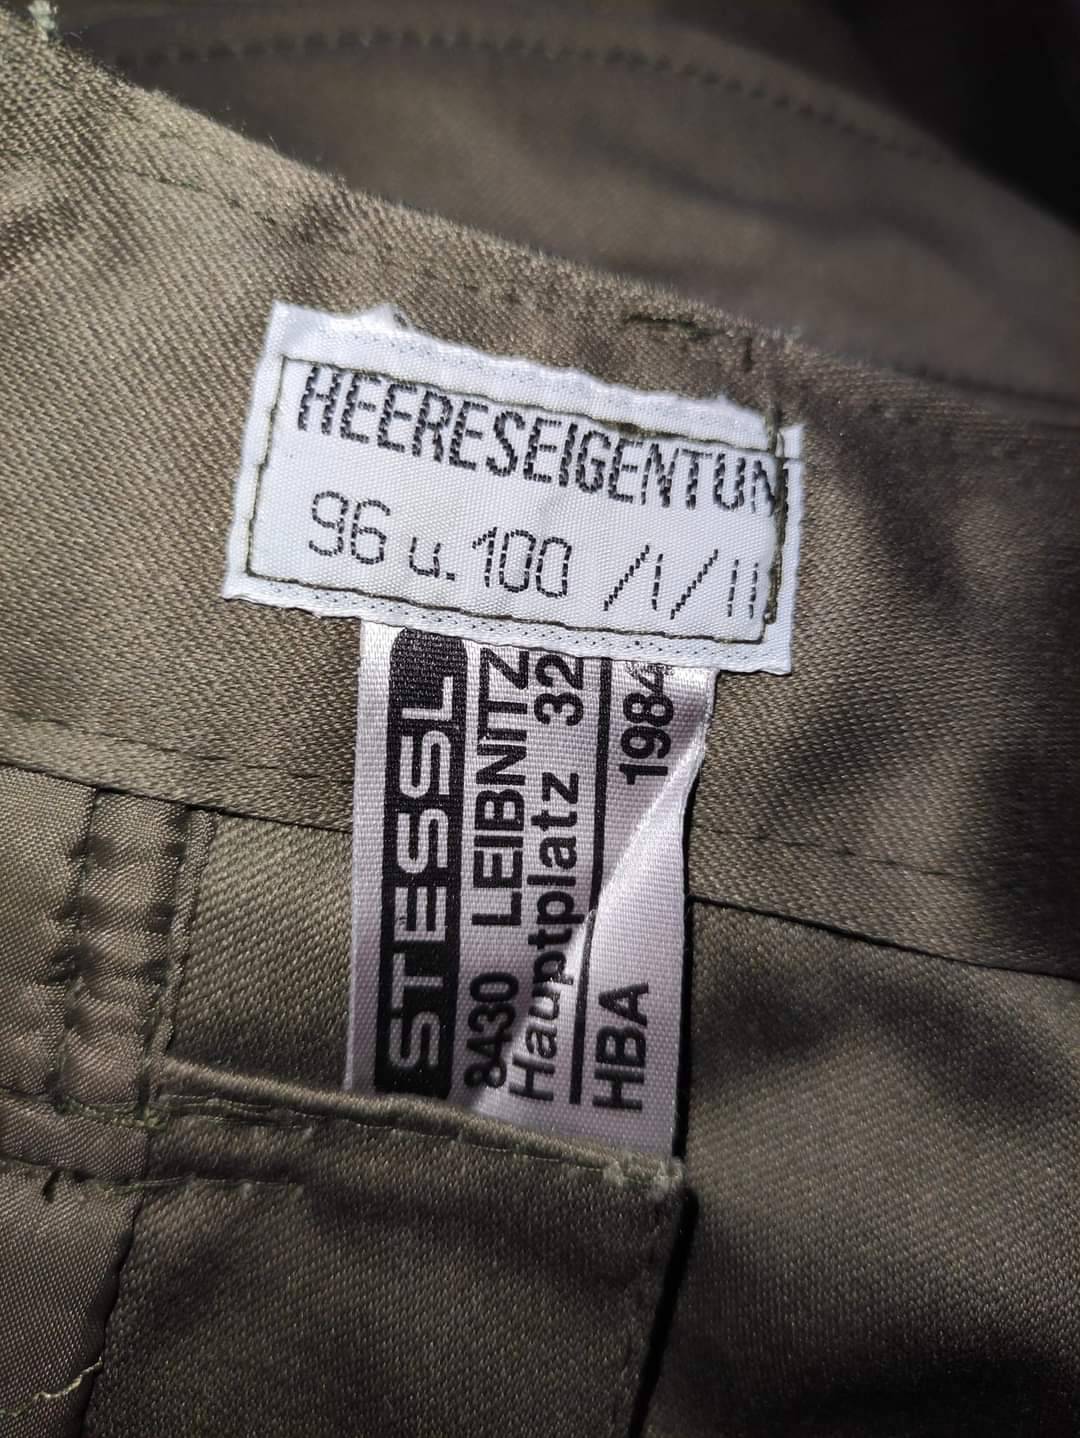 HEERESEIGENTUM
96 u. 100 /I/II
STESSL
8430 LEIBNITZ
Hauptplatz 32
HBA 1984